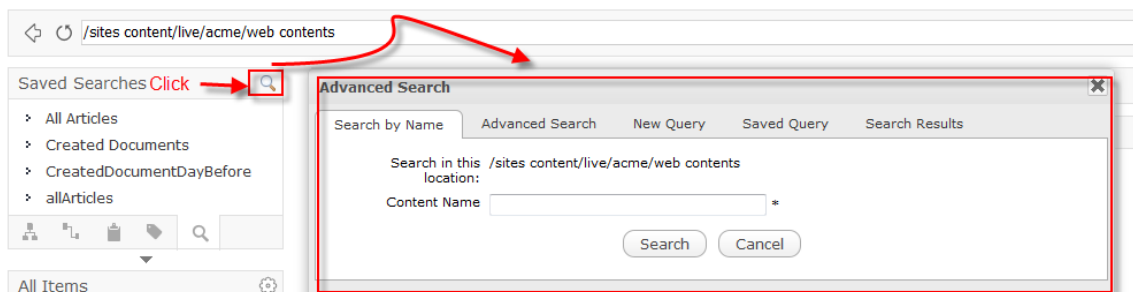 /sites content/live/acme/web contents
Saved Searches Click
Advanced Search
All Articles
Created Documents
CreatedDocumentDayBefore
allArticles
Search by Name Advanced Search New Query Saved Query Search Results
Search in this /sites content/live/acme/web contents
location:
Content Name *
Search Cancel
All Items